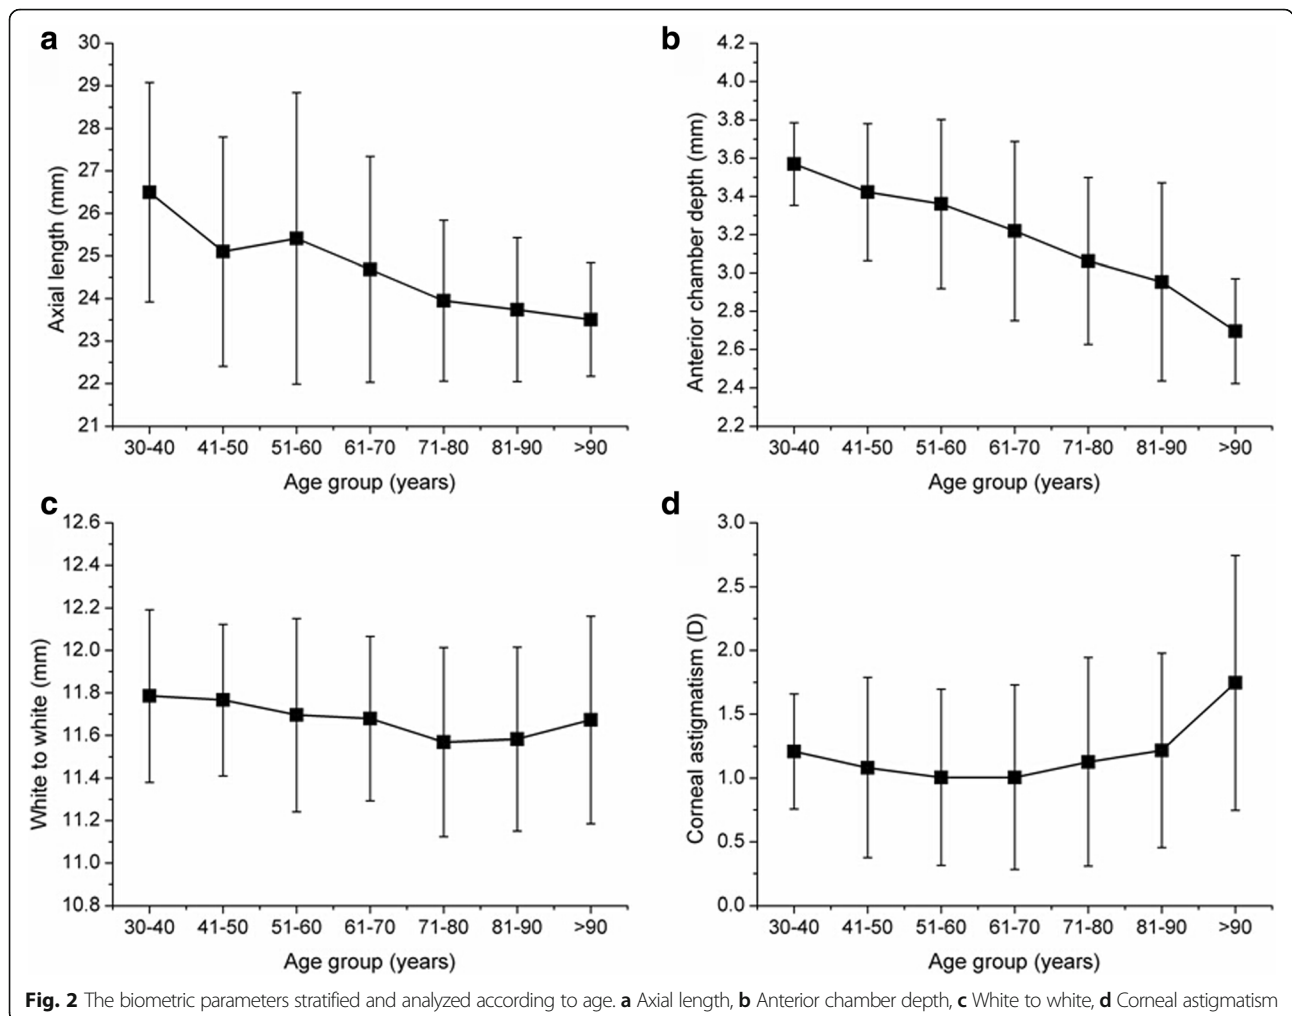 a
30
29
28
27
26
25
24
23
22
21
Axial length (mm)
30-40 41-50 51-60 61-70 71-80 81-90 >90
Age group (years)
b
4.2
4.0
3.8
3.6
3.4
3.2
3.0
2.8
2.6
2.4
2.2
Anterior chamber depth (mm)
30-40 41-50 51-60 61-70 71-80 81-90 >90
Age group (years)
c
12.6
12.4
12.2
12.0
11.8
11.6
11.4
11.2
11.0
10.8
White to white (mm)
30-40 41-50 51-60 61-70 71-80 81-90 >90
Age group (years)
d
3.0
2.5
2.0
1.5
1.0
0.5
0.0
Corneal astigmatism (D)
30-40 41-50 51-60 61-70 71-80 81-90 >90
Age group (years)
Fig. 2 The biometric parameters stratified and analyzed according to age. a Axial length, b Anterior chamber depth, c White to white, d Corneal astigmatism